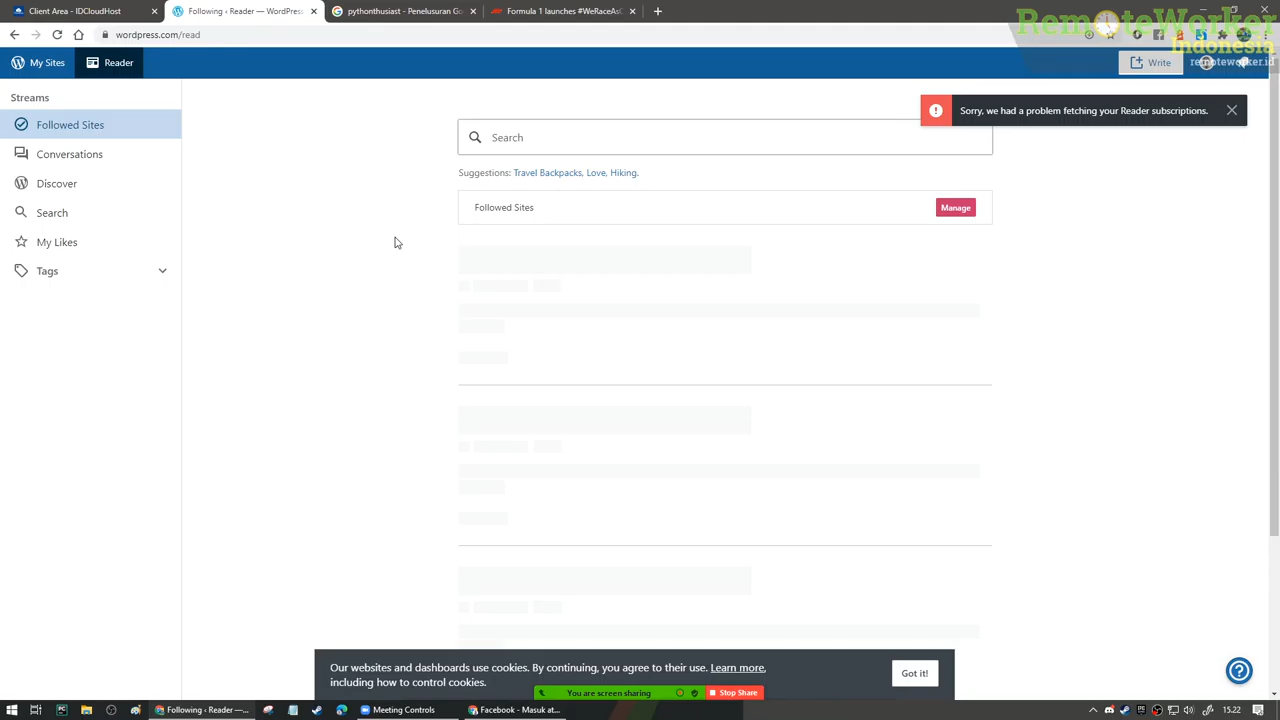 Client Area - IDCloudHost
Following ‹ Reader — WordPress
pythonthusiast - Penelusuran Go
Formula 1 launches #WeRaceAsO
RemoteWorker
Indonesia
remoteworker.id
wordpress.com/read
My Sites
Reader
Write
Streams
Followed Sites
Conversations
Discover
Search
My Likes
Tags
Sorry, we had a problem fetching your Reader subscriptions.
Search
Suggestions: Travel Backpacks, Love, Hiking.
Followed Sites
Manage
Our websites and dashboards use cookies. By continuing, you agree to their use. Learn more,
including how to control cookies.
Got it!
You are screen sharing
Stop Share
Following ‹ Reader —...
Meeting Controls
Facebook - Masuk at...
15.22